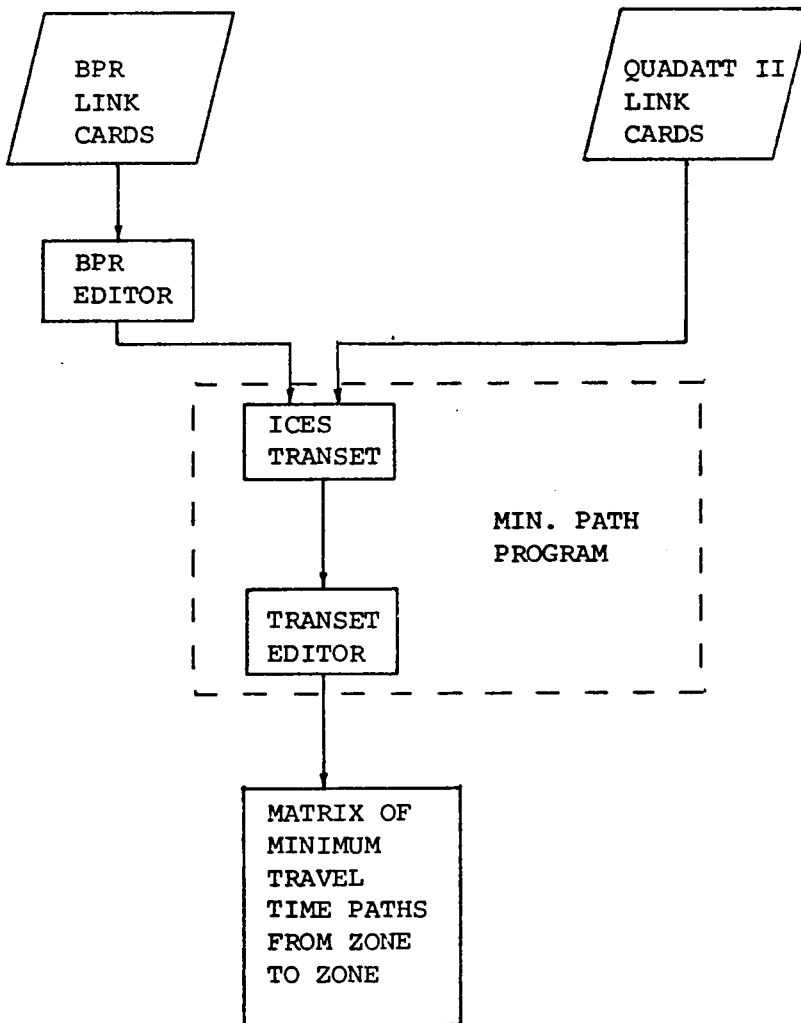 BPR
LINK
CARDS
QUADATT II
LINK
CARDS
BPR
EDITOR
ICES
TRANSET
MIN. PATH
PROGRAM
TRANSET
EDITOR
MATRIX OF
MINIMUM
TRAVEL
TIME PATHS
FROM ZONE
TO ZONE